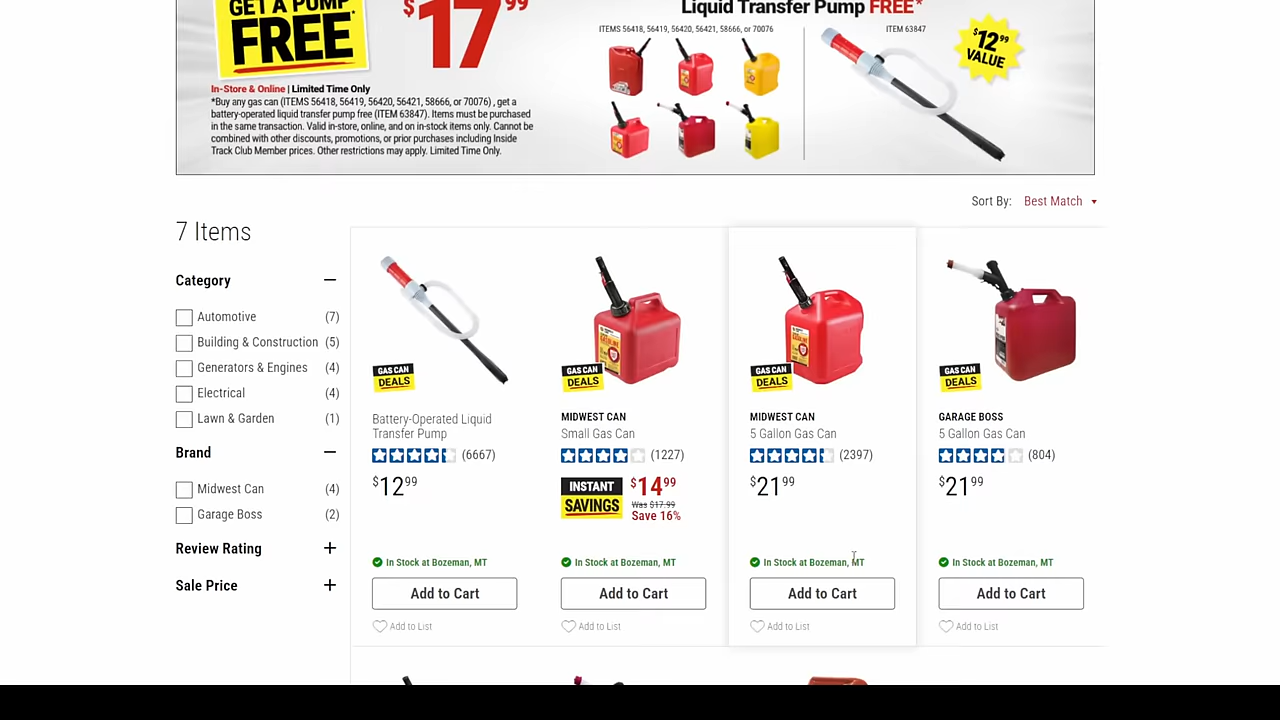 GET A PUMP*
FREE
$17.99
Liquid Transfer Pump FREE*
ITEMS 56418, 56419, 56420, 56421, 58666, or 70076
ITEM 63847
$12.99
VALUE
In-Store & Online | Limited Time Only
*Buy any gas can (ITEMS 56418, 56419, 56420, 56421, 58666, or 70076) , get a
battery-operated liquid transfer pump free (ITEM 63847). Items must be purchased
in the same transaction. Valid in-store, online, and on in-stock items only. Cannot be
combined with other discounts, promotions, or prior purchases including Inside
Track Club Member prices. Other restrictions may apply. Limited Time Only.
Sort By: Best Match
7 Items
Category
Automotive (7)
Building & Construction (5)
Generators & Engines (4)
Electrical (4)
Lawn & Garden (1)
Brand
Midwest Can (4)
Garage Boss (2)
Review Rating
Sale Price
GAS CAN
DEALS
Battery-Operated Liquid
Transfer Pump
(6667)
$12.99
In Stock at Bozeman, MT
Add to Cart
Add to List
GAS CAN
DEALS
MIDWEST CAN
Small Gas Can
(1227)
INSTANT
SAVINGS
$14.99
Was $17.99
Save 16%
In Stock at Bozeman, MT
Add to Cart
Add to List
GAS CAN
DEALS
MIDWEST CAN
5 Gallon Gas Can
(2397)
$21.99
In Stock at Bozeman, MT
Add to Cart
Add to List
GAS CAN
DEALS
GARAGE BOSS
5 Gallon Gas Can
(804)
$21.99
In Stock at Bozeman, MT
Add to Cart
Add to List